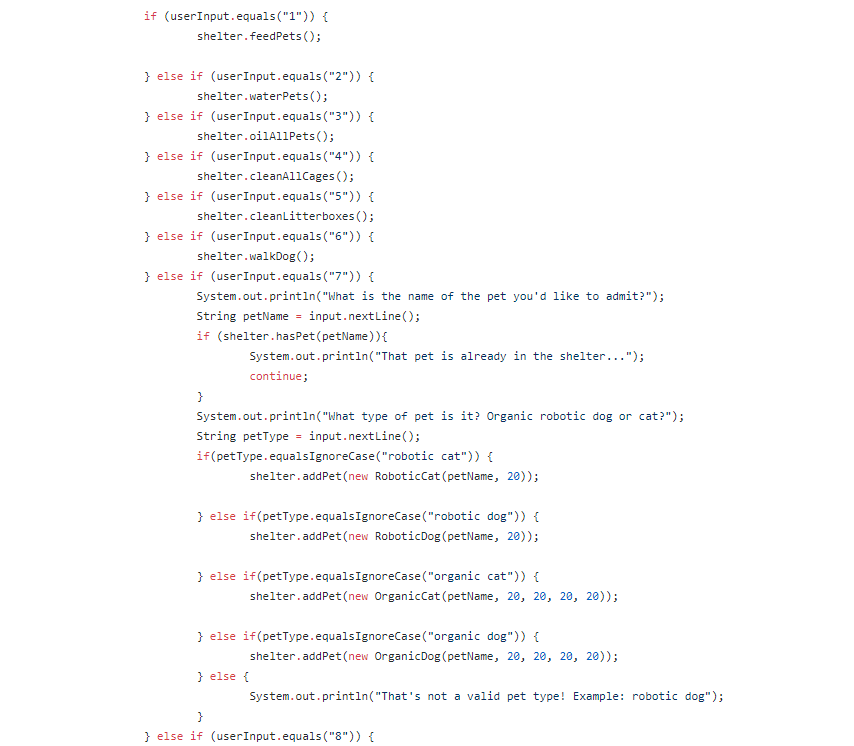 if (userInput.equals("1")) {
shelter.feedPets();
} else if (userInput.equals("2")) {
shelter.waterPets();
} else if (userInput.equals("3")) {
shelter.oilAllPets();
} else if (userInput.equals("4")) {
shelter.cleanAllCages();
} else if (userInput.equals("5")) {
shelter.cleanLitterboxes();
} else if (userInput.equals("6")) {
shelter.walkDog();
} else if (userInput.equals("7")) {
System.out.println("What is the name of the pet you'd like to admit?");
String petName = input.nextLine();
if (shelter.hasPet(petName)){
System.out.println("That pet is already in the shelter...");
continue;
}
System.out.println("What type of pet is it? Organic robotic dog or cat?");
String petType = input.nextLine();
if(petType.equalsIgnoreCase("robotic cat")) {
shelter.addPet(new RoboticCat(petName, 20));
} else if(petType.equalsIgnoreCase("robotic dog")) {
shelter.addPet(new RoboticDog(petName, 20));
} else if(petType.equalsIgnoreCase("organic cat")) {
shelter.addPet(new OrganicCat(petName, 20, 20, 20, 20));
} else if(petType.equalsIgnoreCase("organic dog")) {
shelter.addPet(new OrganicDog(petName, 20, 20, 20, 20));
} else {
System.out.println("That's not a valid pet type! Example: robotic dog");
}
} else if (userInput.equals("8")) {